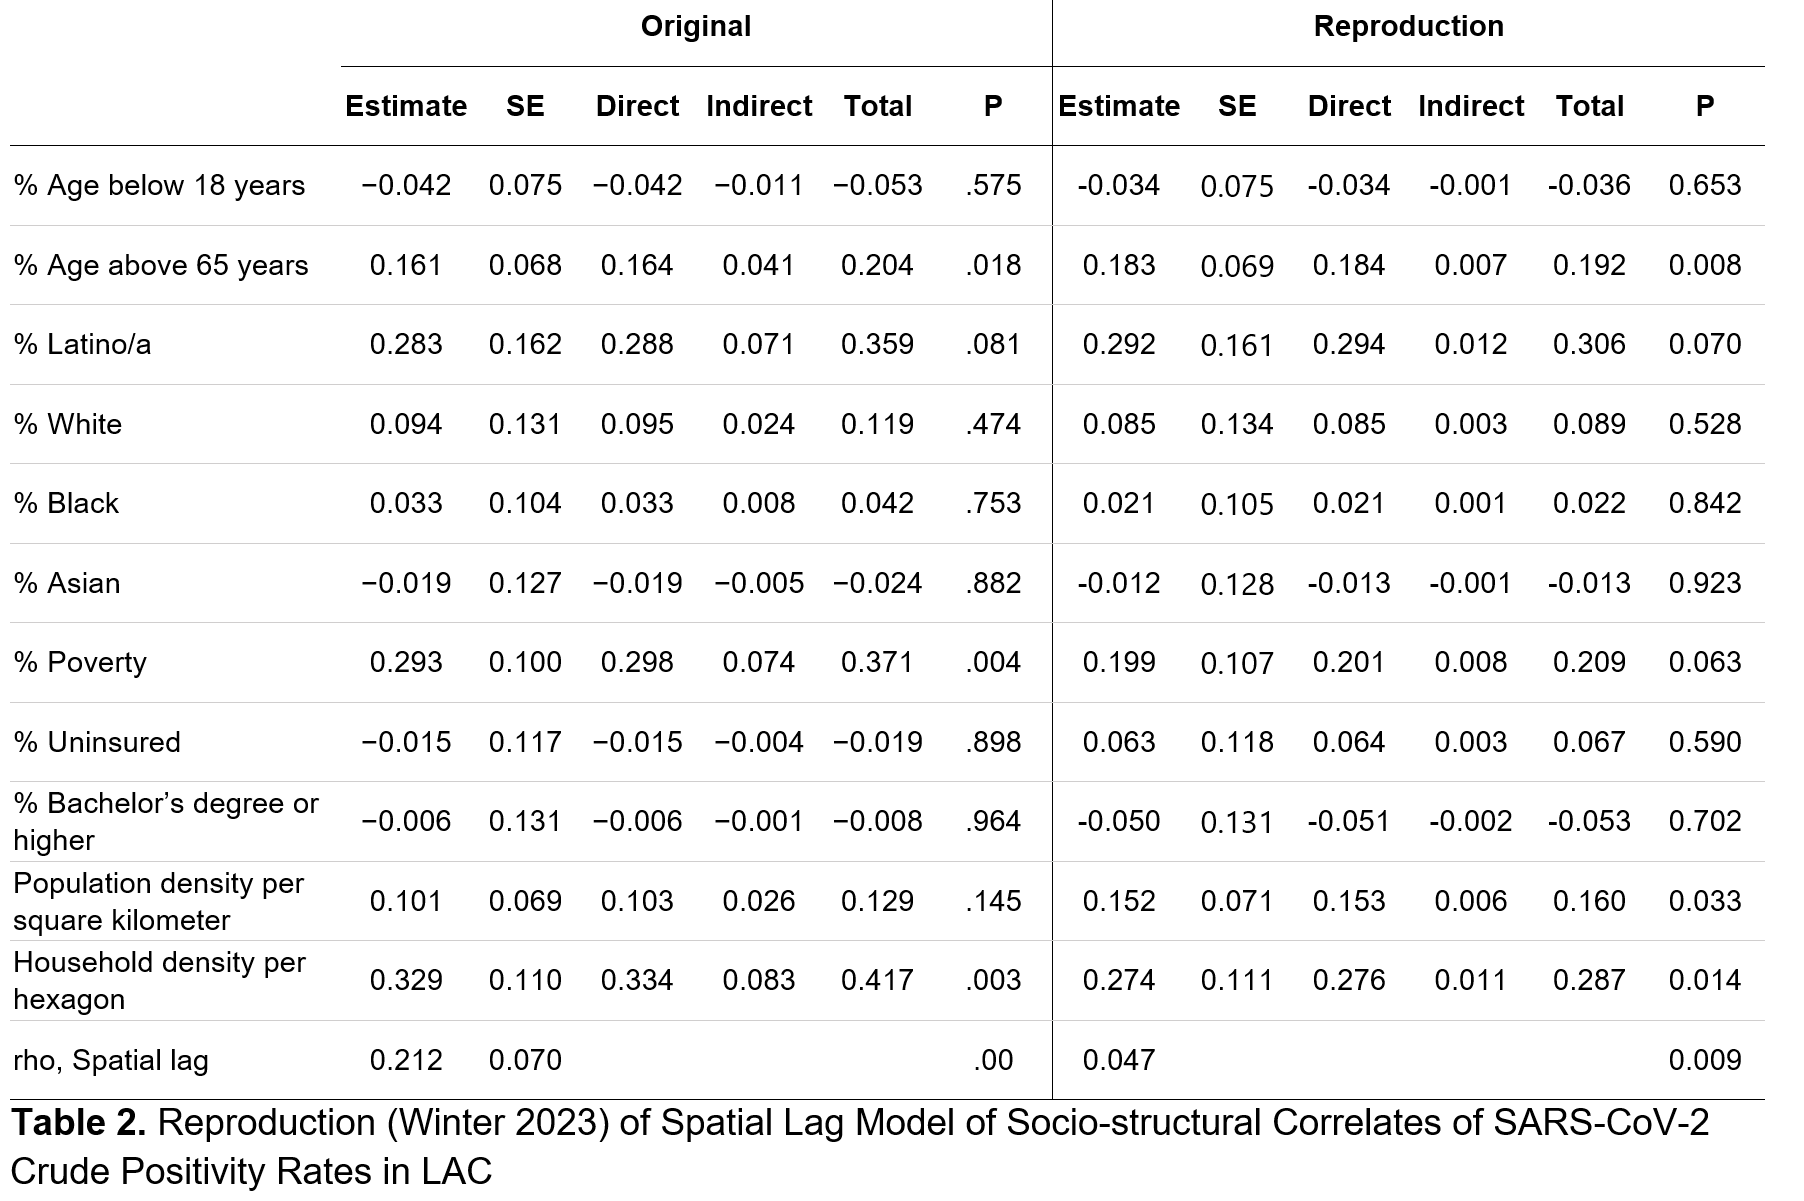 Original Reproduction
Estimate SE Direct Indirect Total P Estimate SE Direct Indirect Total P
% Age below 18 years −0.042 0.075 −0.042 −0.011 −0.053 .575 -0.034 0.075 -0.034 -0.001 -0.036 0.653
% Age above 65 years 0.161 0.068 0.164 0.041 0.204 .018 0.183 0.069 0.184 0.007 0.192 0.008
% Latino/a 0.283 0.162 0.288 0.071 0.359 .081 0.292 0.161 0.294 0.012 0.306 0.070
% White 0.094 0.131 0.095 0.024 0.119 .474 0.085 0.134 0.085 0.003 0.089 0.528
% Black 0.033 0.104 0.033 0.008 0.042 .753 0.021 0.105 0.021 0.001 0.022 0.842
% Asian −0.019 0.127 −0.019 −0.005 −0.024 .882 -0.012 0.128 -0.013 -0.001 -0.013 0.923
% Poverty 0.293 0.100 0.298 0.074 0.371 .004 0.199 0.107 0.201 0.008 0.209 0.063
% Uninsured −0.015 0.117 −0.015 −0.004 −0.019 .898 0.063 0.118 0.064 0.003 0.067 0.590
% Bachelor’s degree or
higher −0.006 0.131 −0.006 −0.001 −0.008 .964 -0.050 0.131 -0.051 -0.002 -0.053 0.702
Population density per
square kilometer 0.101 0.069 0.103 0.026 0.129 .145 0.152 0.071 0.153 0.006 0.160 0.033
Household density per
hexagon 0.329 0.110 0.334 0.083 0.417 .003 0.274 0.111 0.276 0.011 0.287 0.014
rho, Spatial lag 0.212 0.070 .00 0.047 0.009
Table 2. Reproduction (Winter 2023) of Spatial Lag Model of Socio-structural Correlates of SARS-CoV-2
Crude Positivity Rates in LAC